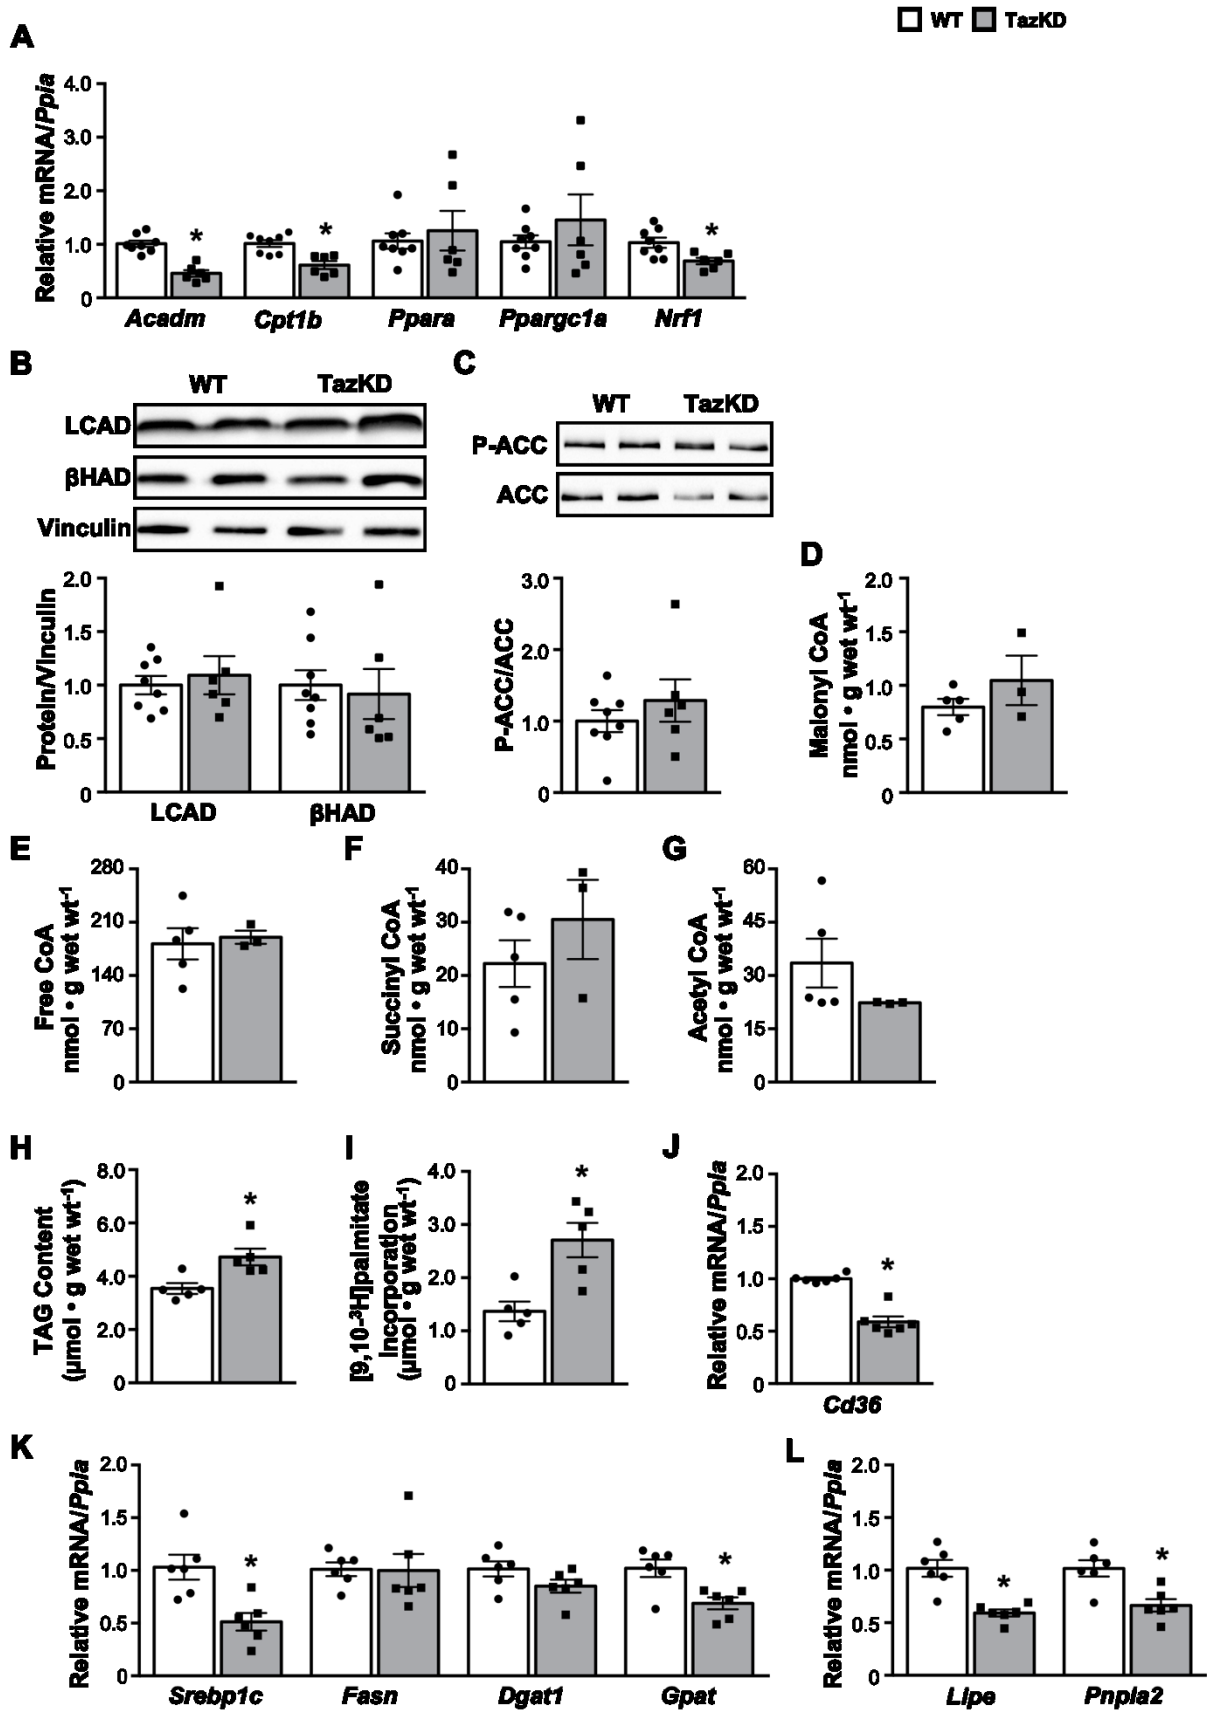 WT TazKD
A
Relative mRNA/Ppia
4.0
3.0
2.0
1.0
0
*
*
*
Acadm Cpt1b Ppara Ppargc1a Nrf1
B
WT TazKD
LCAD
βHAD
Vinculin
Protein/Vinculin
2.0
1.5
1.0
0.5
0
LCAD βHAD
C
WT TazKD
P-ACC
ACC
P-ACC/ACC
3.0
2.0
1.0
0
D
Malonyl CoA
nmol • g wet wt-1
2.0
1.5
1.0
0.5
0
E
Free CoA
nmol • g wet wt-1
280
210
140
70
0
F
Succinyl CoA
nmol • g wet wt-1
40
30
20
10
0
G
Acetyl CoA
nmol • g wet wt-1
60
45
30
15
0
H
TAG Content
(μmol • g wet wt-1)
8.0
6.0
4.0
2.0
0
*
I
[9,10-3H]palmitate
Incorporation
(μmol • g wet wt-1)
4.0
3.0
2.0
1.0
0
*
J
Relative mRNA/Ppia
2.0
1.5
1.0
0.5
0
*
Cd36
K
Relative mRNA/Ppia
2.0
1.5
1.0
0.5
0
*
*
Srebp1c Fasn Dgat1 Gpat
L
Relative mRNA/Ppia
2.0
1.5
1.0
0.5
0
*
*
Lipe Pnpla2